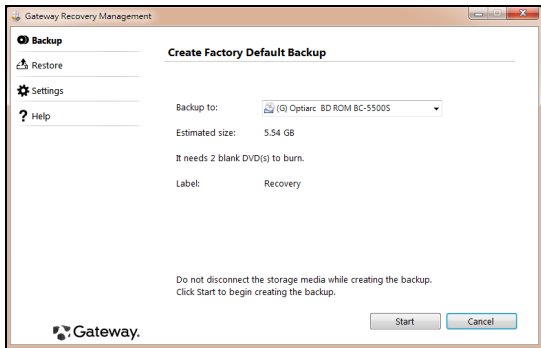 Gateway Recovery Management
Backup
Restore
Settings
? Help
Create Factory Default Backup
Backup to: (G) Optiarc BD ROM BC-5500S
Estimated size: 5.54 GB
It needs 2 blank DVD(s) to burn.
Label: Recovery
Do not disconnect the storage media while creating the backup.
Click Start to begin creating the backup.
Start Cancel
Gateway.